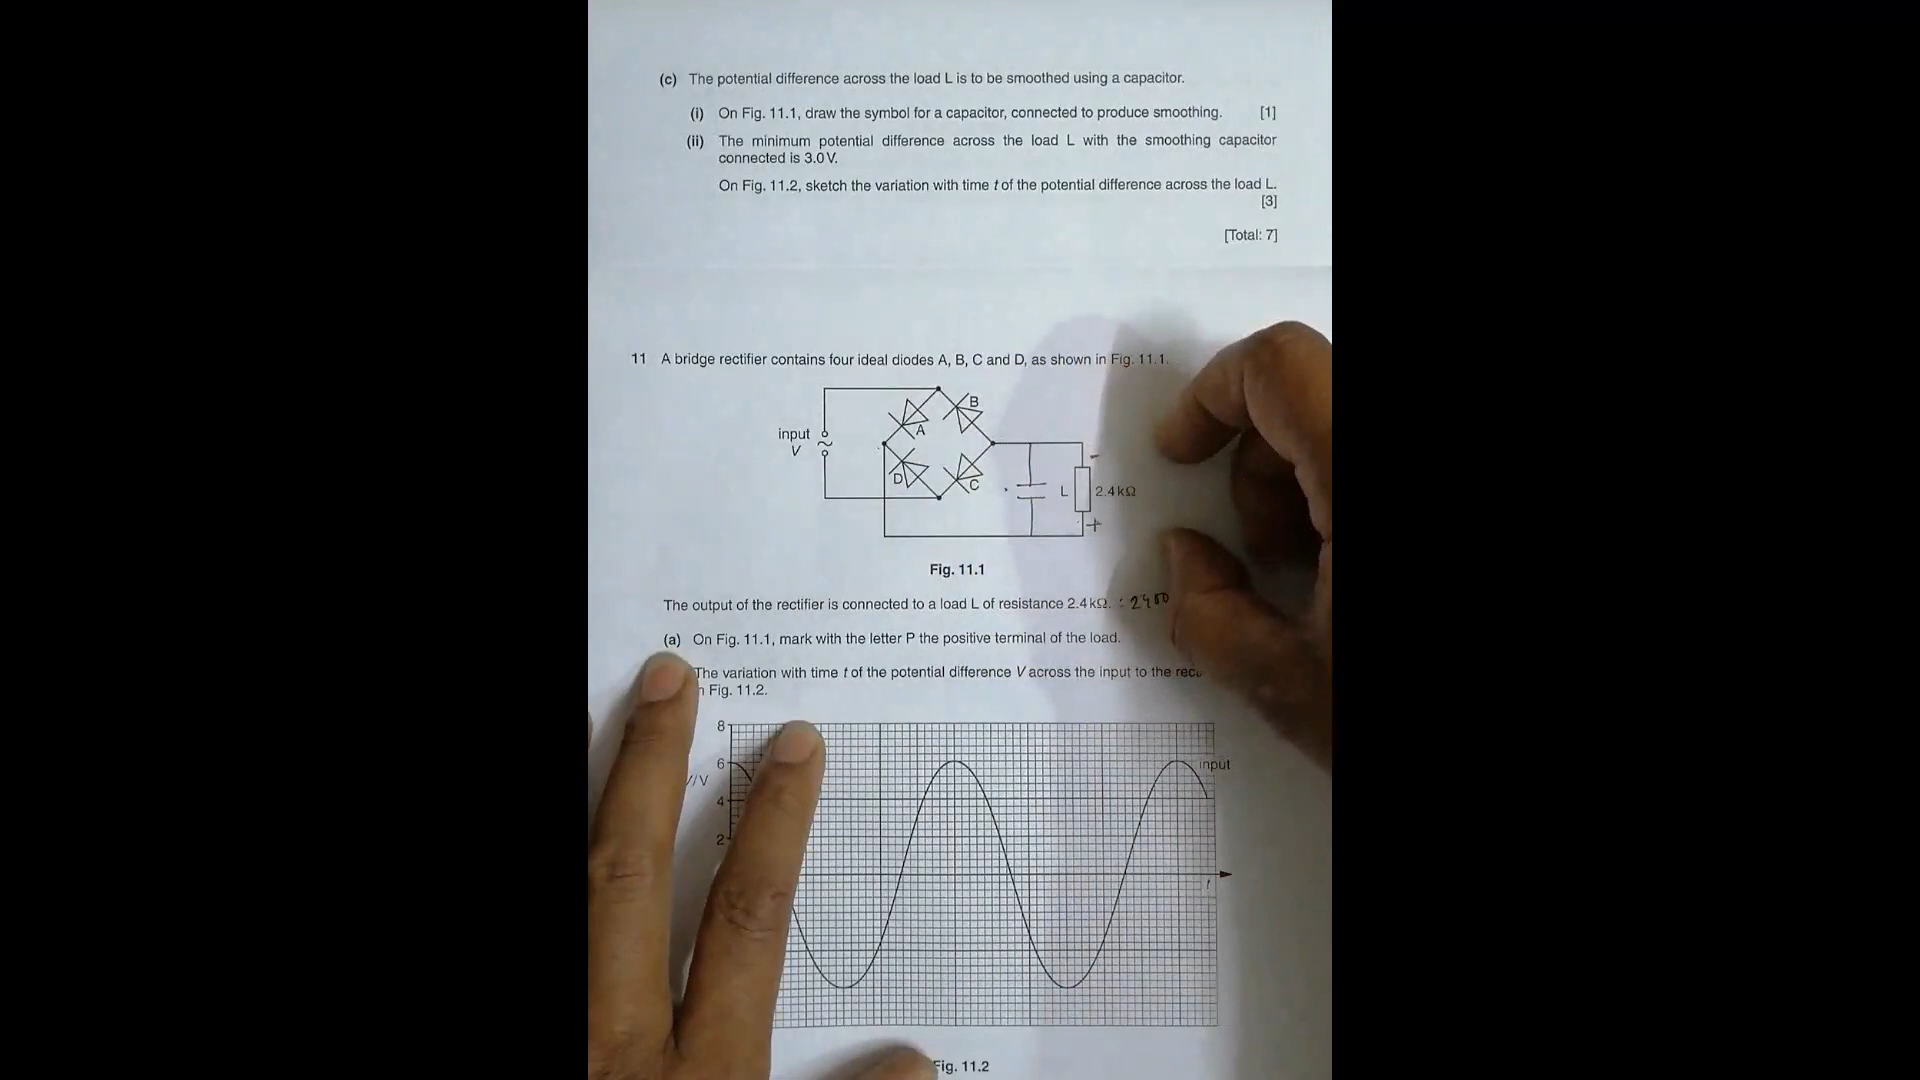 (c) The potential difference across the load L is to be smoothed using a capacitor.
(i) On Fig. 11.1, draw the symbol for a capacitor, connected to produce smoothing. [1]
(ii) The minimum potential difference across the load L with the smoothing capacitor
connected is 3.0 V.
On Fig. 11.2, sketch the variation with time t of the potential difference across the load L.
[3]
[Total: 7]
11 A bridge rectifier contains four ideal diodes A, B, C and D, as shown in Fig. 11.1.
B
A
input
V
~
D
C
L
2.4 kΩ
-
+
Fig. 11.1
The output of the rectifier is connected to a load L of resistance 2.4 kΩ. : 2400
(a) On Fig. 11.1, mark with the letter P the positive terminal of the load.
The variation with time t of the potential difference V across the input to the
Fig. 11.2.
8
6
V/V
4
2
input
t
Fig. 11.2